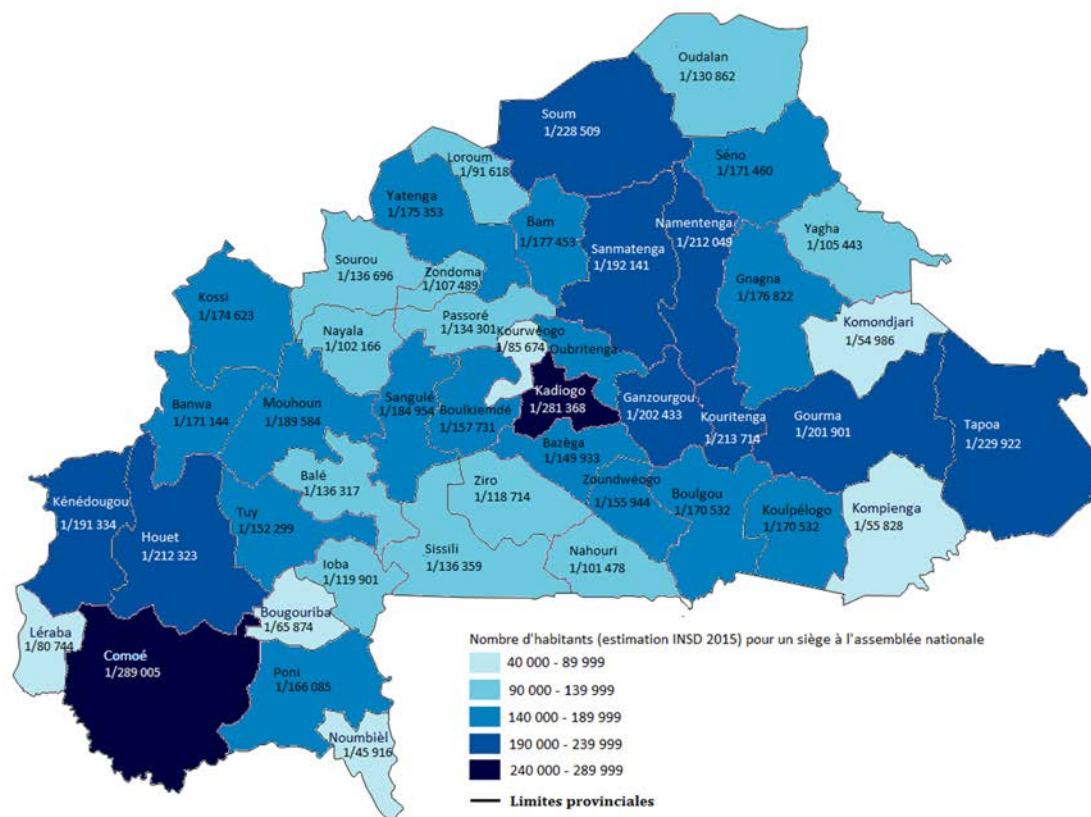 Oudalan
1/130 862
Soum
1/228 509
Séno
1/171 460
Loroum
1/91 618
Yatenga
1/175 353
Bam
1/177 453
Namentenga
1/212 049
Sanmatenga
1/192 141
Yagha
1/105 443
Sourou
1/136 696
Zondoma
1/107 489
Gnagna
1/176 822
Kossi
1/174 623
Passoré
1/134 301
Komondjari
1/54 986
Nayala
1/102 166
Kourwéogo
1/85 674
Oubritenga
Banwa
1/171 144
Mouhoun
1/189 584
Sanguié
1/184 954
Boulkiemdé
1/157 731
Kadiogo
1/281 368
Ganzourgou
1/202 433
Kouritenga
1/213 714
Gourma
1/201 901
Tapoa
1/229 922
Bazèga
1/149 933
Balé
1/136 317
Ziro
1/118 714
Zoundwéogo
1/155 944
Boulgou
1/170 532
Koulpélogo
1/170 532
Kompienga
1/55 828
Kénédougou
1/191 334
Houet
1/212 323
Tuy
1/152 299
Sissili
1/136 359
Nahouri
1/101 478
Ioba
1/119 901
Bougouriba
1/65 874
Léraba
1/80 744
Comoé
1/289 005
Poni
1/166 085
Noumbièl
1/45 916
Nombre d'habitants (estimation INSD 2015) pour un siège à l'assemblée nationale
40 000 - 89 999
90 000 - 139 999
140 000 - 189 999
190 000 - 239 999
240 000 - 289 999
Limites provinciales